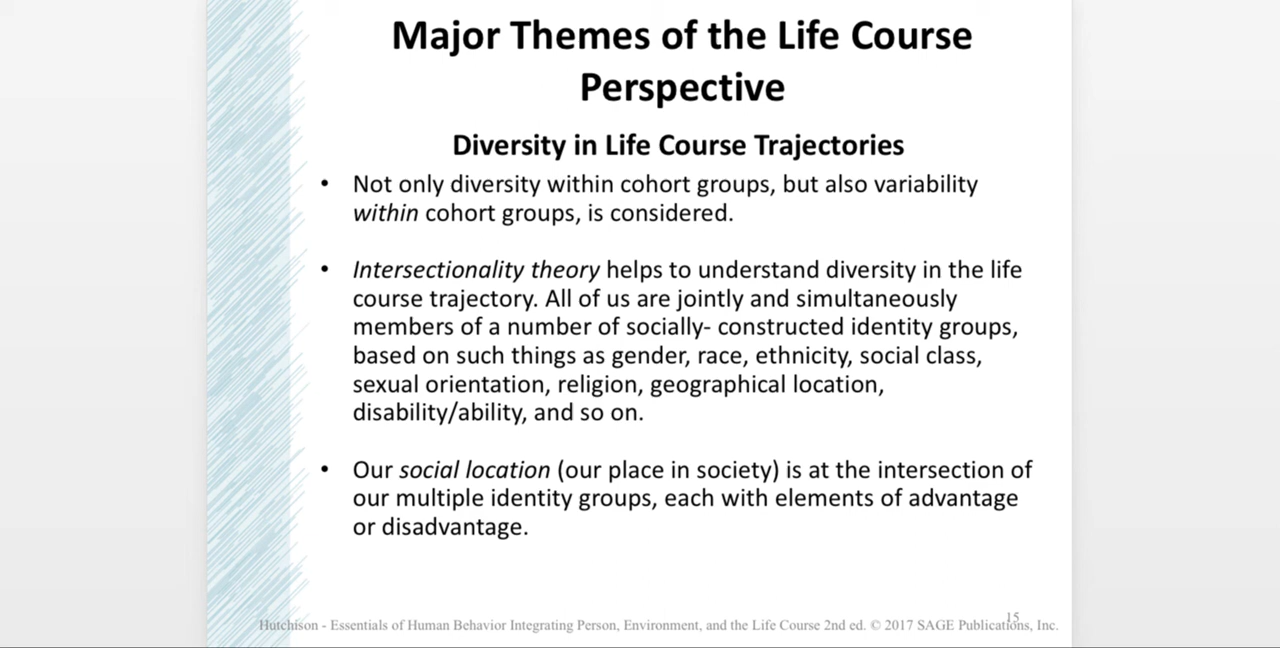 Major Themes of the Life Course
Perspective
Diversity in Life Course Trajectories
• Not only diversity within cohort groups, but also variability
within cohort groups, is considered.
• Intersectionality theory helps to understand diversity in the life
course trajectory. All of us are jointly and simultaneously
members of a number of socially- constructed identity groups,
based on such things as gender, race, ethnicity, social class,
sexual orientation, religion, geographical location,
disability/ability, and so on.
• Our social location (our place in society) is at the intersection of
our multiple identity groups, each with elements of advantage
or disadvantage.
15
Hutchison - Essentials of Human Behavior Integrating Person, Environment, and the Life Course 2nd ed. © 2017 SAGE Publications, Inc.